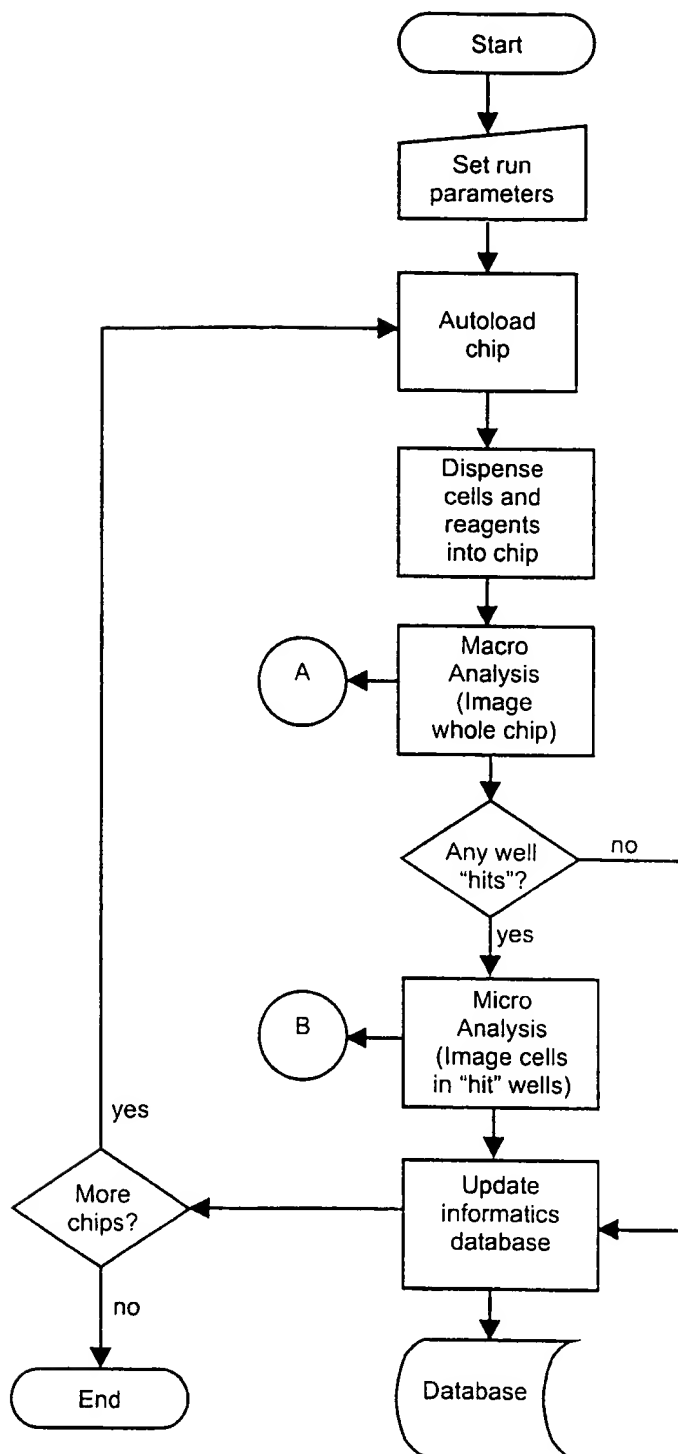 Start
Set run
parameters
Autoload
chip
Dispense
cells and
reagents
into chip
Macro
Analysis
(Image
whole chip)
A
Any well
"hits"?
no
yes
Micro
Analysis
(Image cells
in "hit" wells)
B
Update
informatics
database
More
chips?
yes
no
End
Database